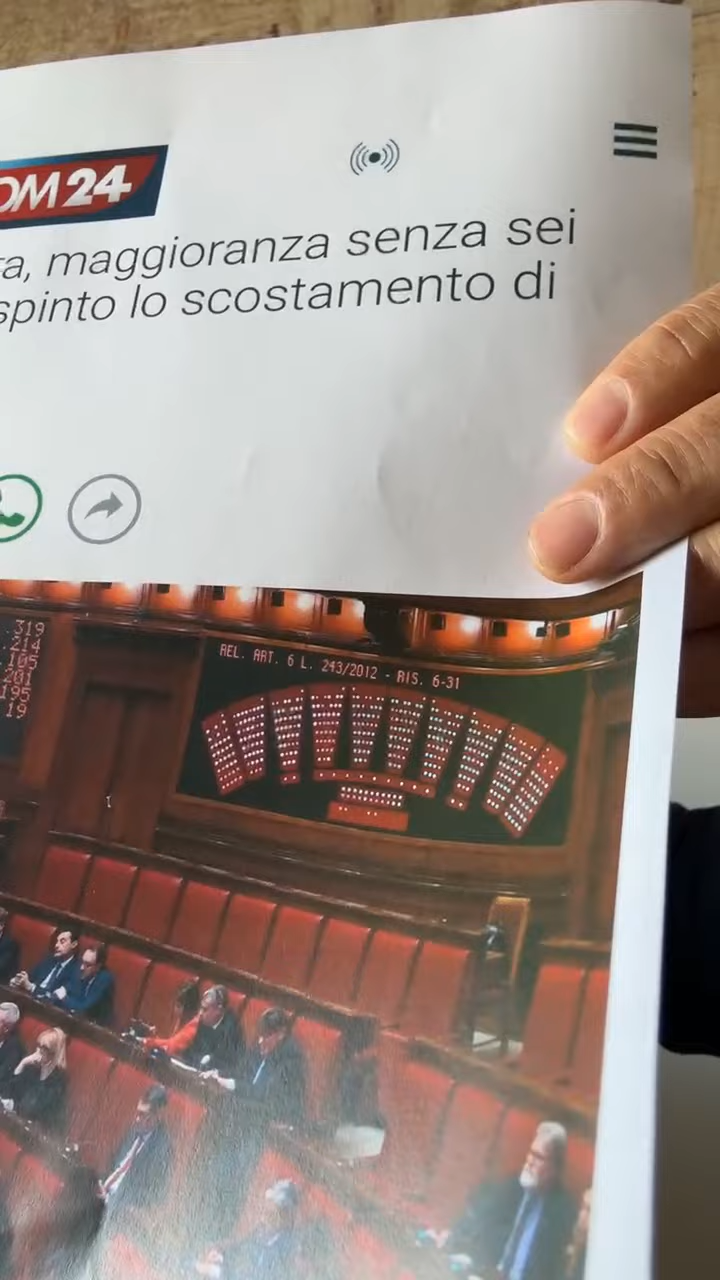 OM24
ra, maggioranza senza sei
spinto lo scostamento di
REL. ART. 6 L. 243/2012 - RIS. 6-31
319
214
105
201
195
19